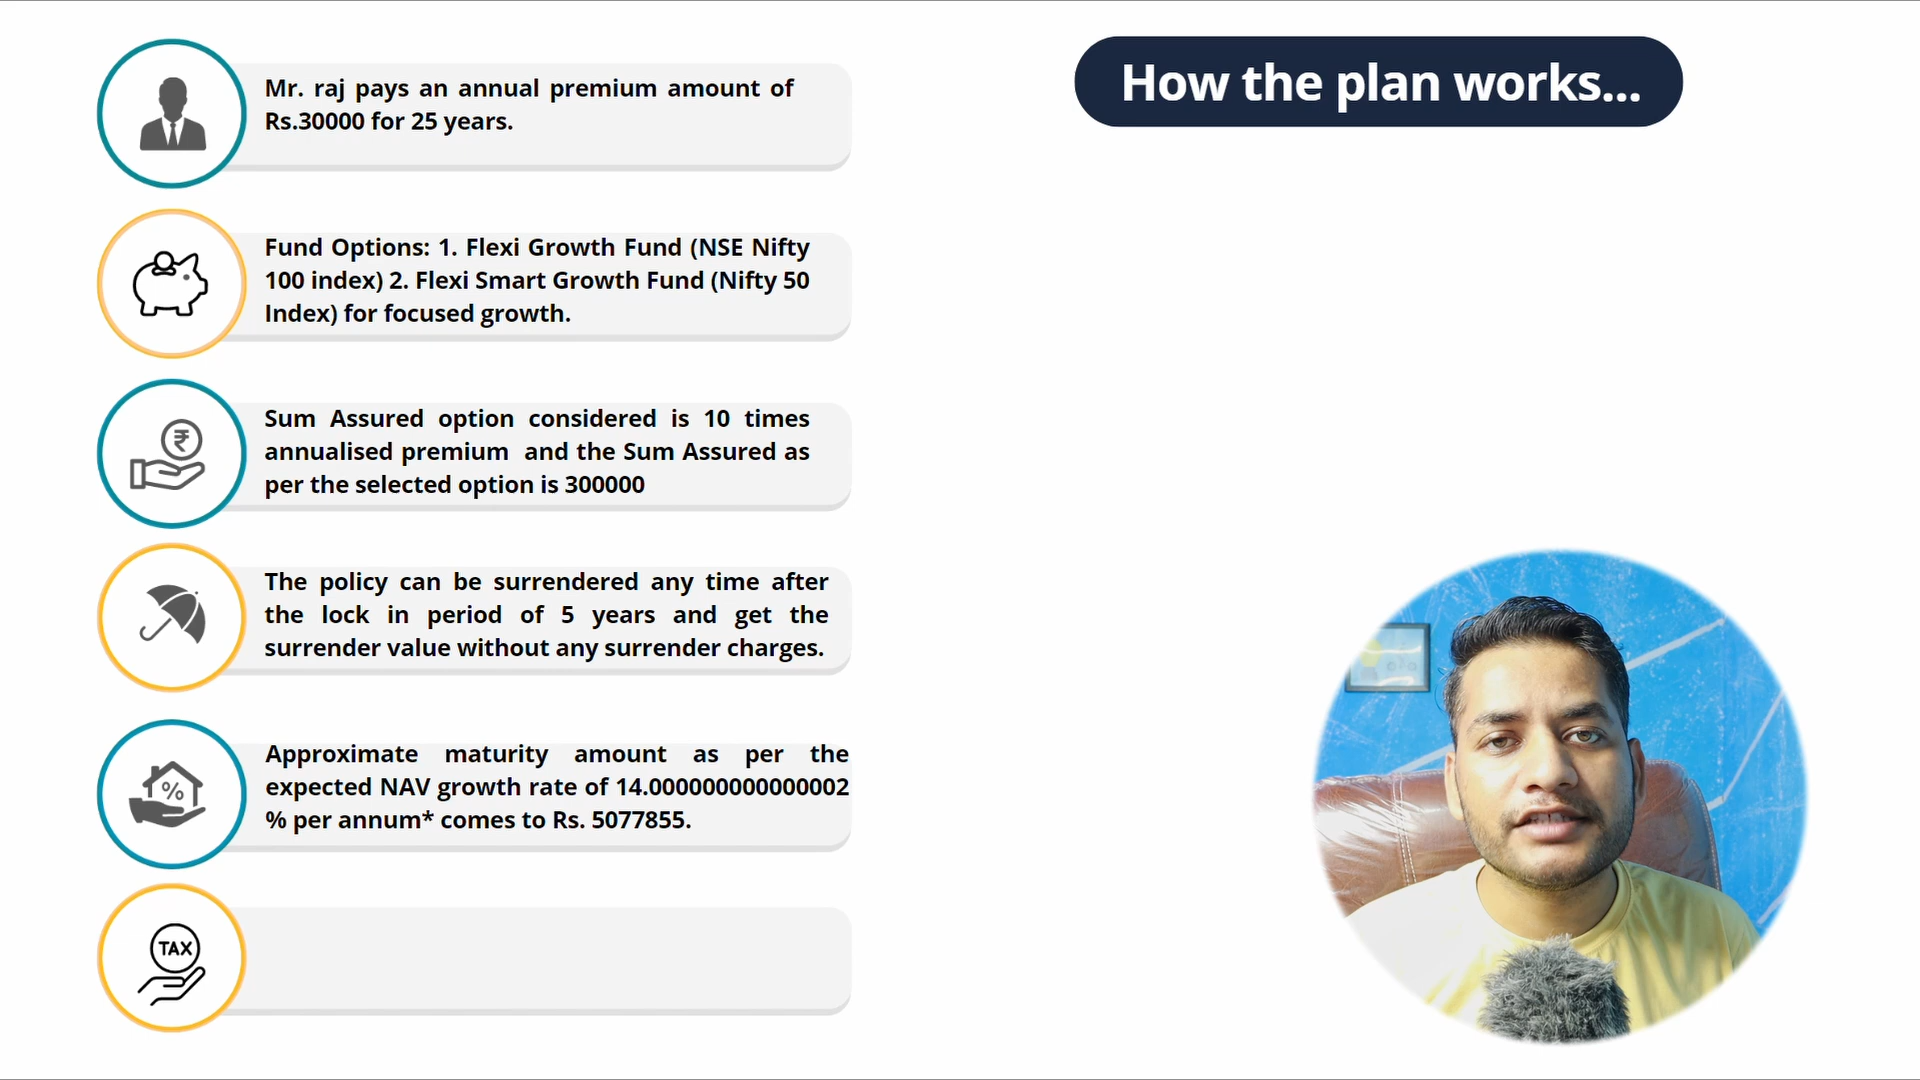 How the plan works...
Mr. raj pays an annual premium amount of
Rs.30000 for 25 years.
Fund Options: 1. Flexi Growth Fund (NSE Nifty
100 index) 2. Flexi Smart Growth Fund (Nifty 50
Index) for focused growth.
Sum Assured option considered is 10 times
annualised premium and the Sum Assured as
per the selected option is 300000
The policy can be surrendered any time after
the lock in period of 5 years and get the
surrender value without any surrender charges.
Approximate maturity amount as per the
expected NAV growth rate of 14.000000000000002
% per annum* comes to Rs. 5077855.
TAX